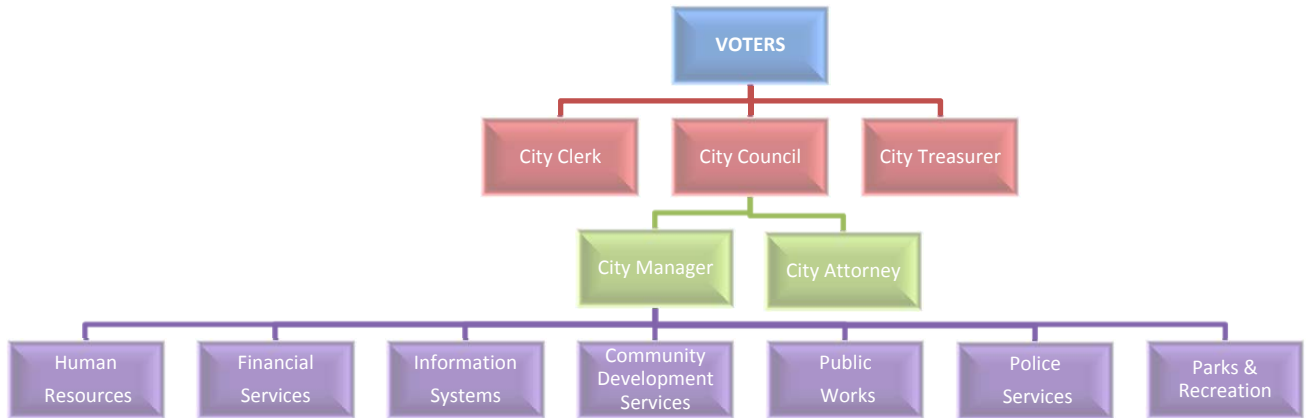 VOTERS
City Clerk
City Council
City Treasurer
City Manager
City Attorney
Human
Resources
Financial
Services
Information
Systems
Community
Development
Services
Public
Works
Police
Services
Parks &
Recreation